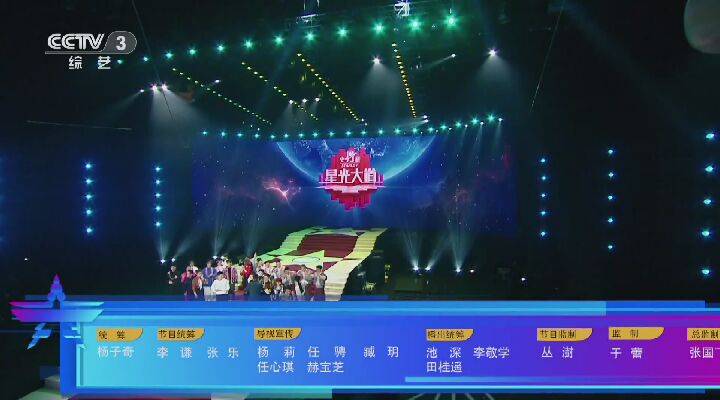 CCTV 3
综艺
星光大道
统筹 节目统筹 导视宣传 播出统筹 节目监制 监制 总监制
杨子奇 李谦 张乐 杨莉 任骋 臧玥 池深 李敬学 丛澍 于蕾 张国
任心琪 赫宝芝 田桂遥